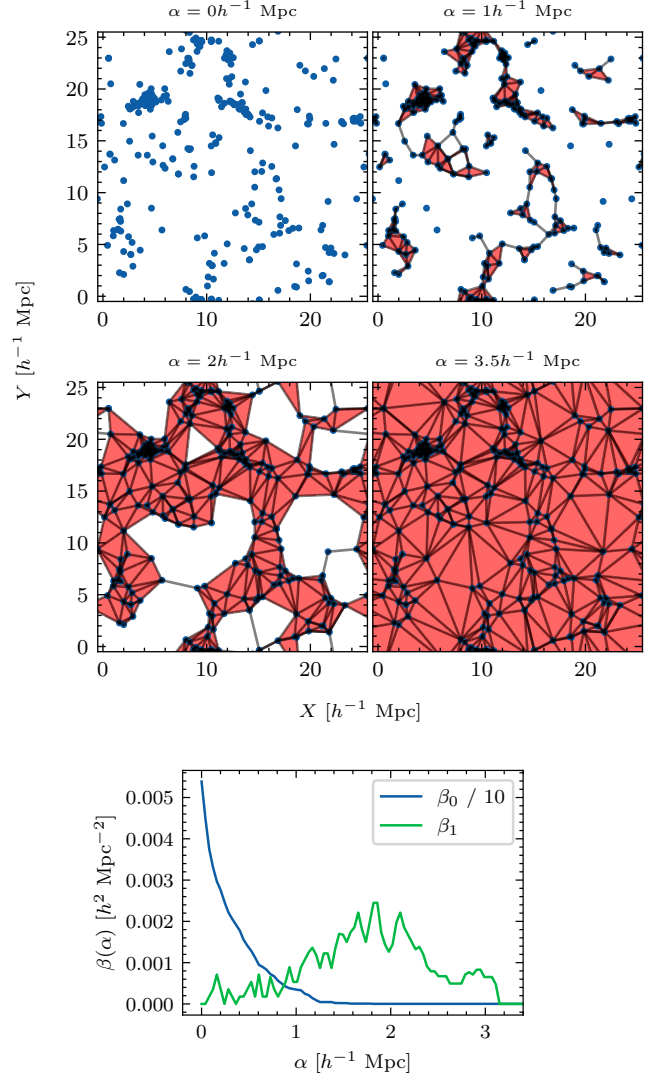 α = 0h⁻¹ Mpc
α = 1h⁻¹ Mpc
25
20
15
10
5
0
0 10 20
0 10 20
Y [h⁻¹ Mpc]
α = 2h⁻¹ Mpc
α = 3.5h⁻¹ Mpc
25
20
15
10
5
0
0 10 20
0 10 20
X [h⁻¹ Mpc]
β(α) [h² Mpc⁻²]
0.005
0.004
0.003
0.002
0.001
0.000
β₀ / 10
β₁
0 1 2 3
α [h⁻¹ Mpc]